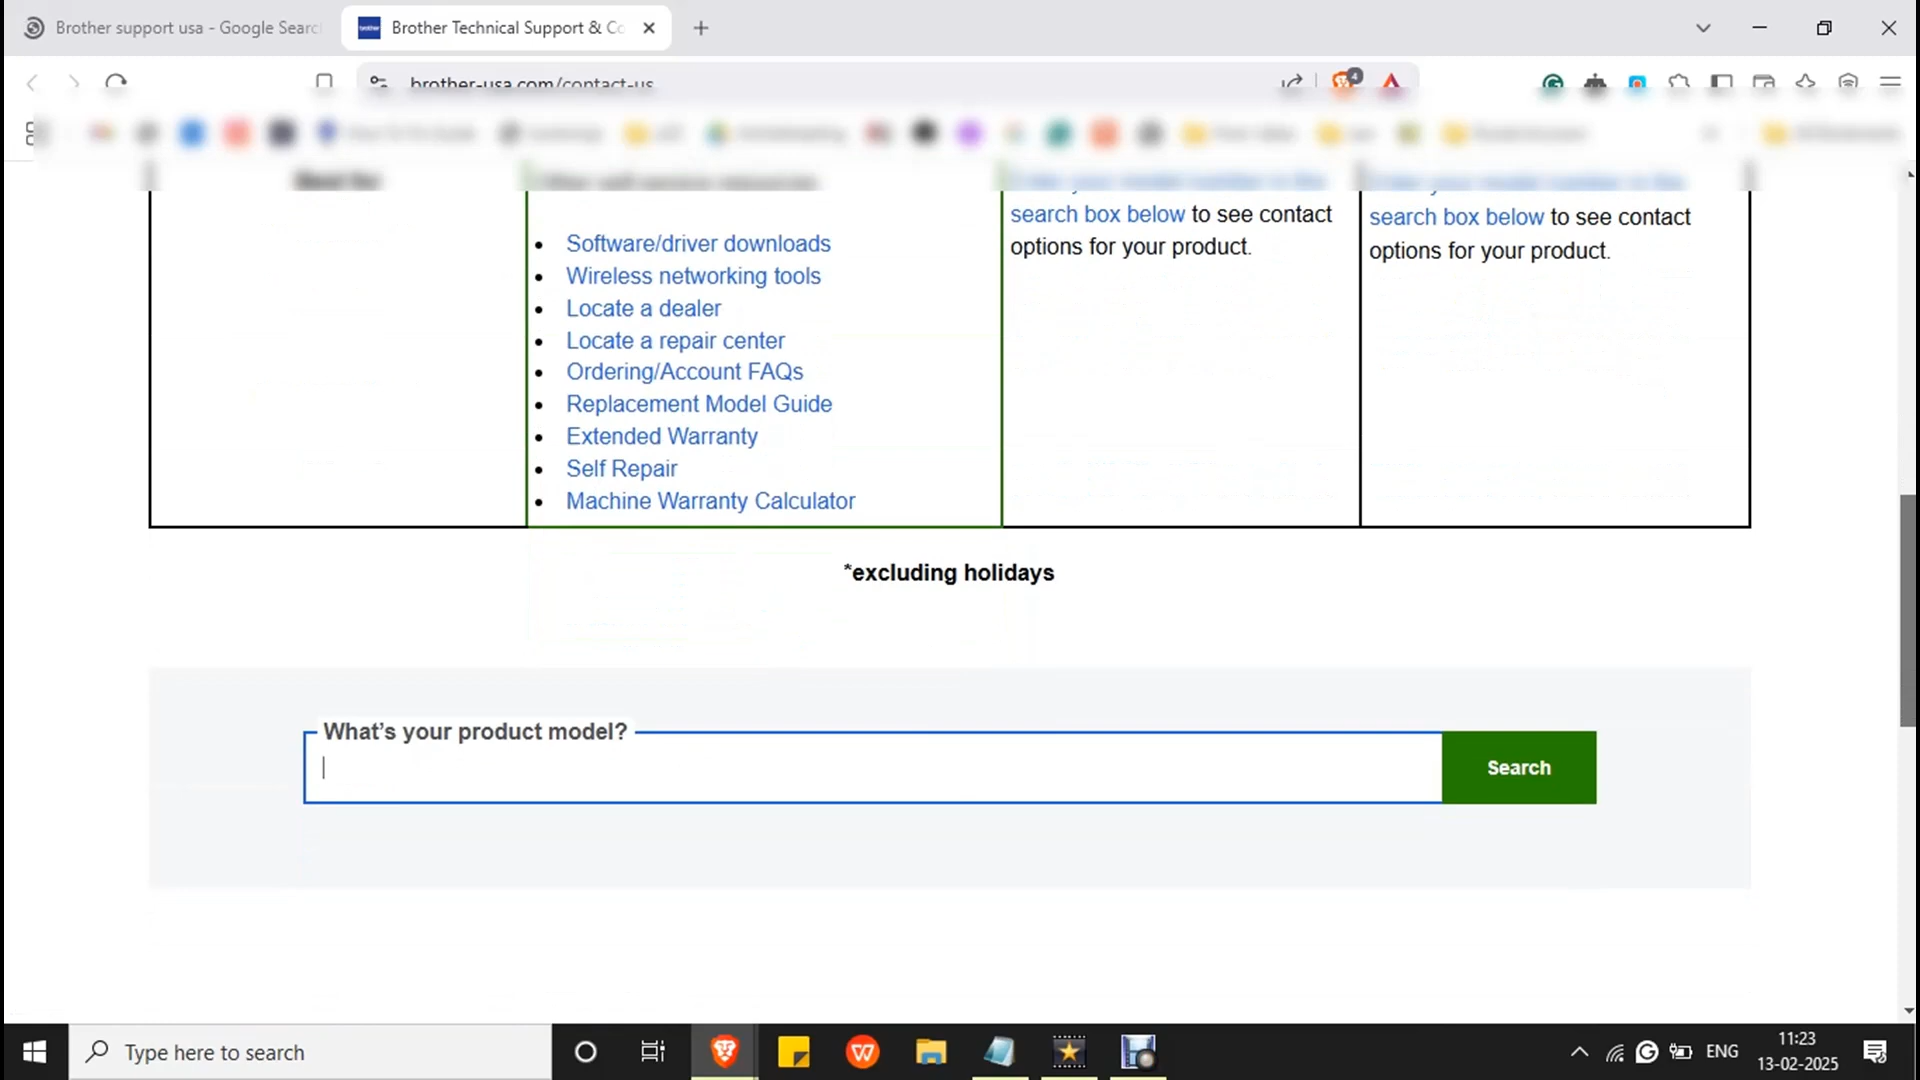 Brother support usa - Google Searc
Brother Technical Support & Co
brother-usa.com/contact-us
4
search box below to see contact
options for your product.
search box below to see contact
options for your product.
Software/driver downloads
Wireless networking tools
Locate a dealer
Locate a repair center
Ordering/Account FAQs
Replacement Model Guide
Extended Warranty
Self Repair
Machine Warranty Calculator
*excluding holidays
What's your product model?
Search
Type here to search
ENG
11:23
13-02-2025